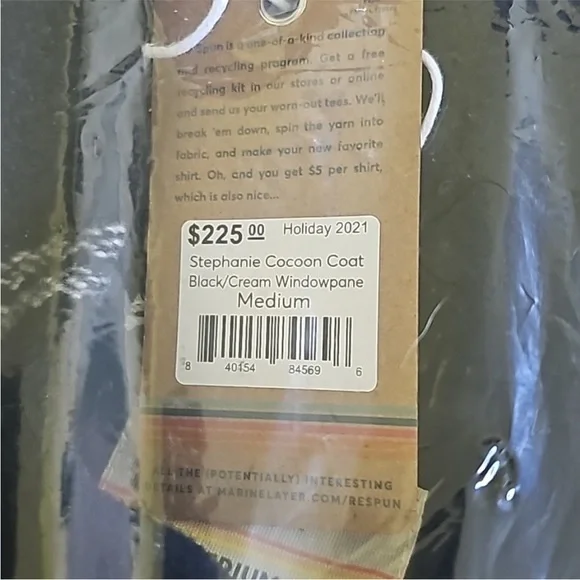 Spun is a one-of-a-kind collection
and recycling program. Get a free
recycling kit in our stores or online
and send us your worn-out tees. We'll
break 'em down, spin the yarn into
fabric, and make your new favorite
shirt. Oh, and you get $5 per shirt,
which is also nice...
$225 00 Holiday 2021
Stephanie Cocoon Coat
Black/Cream Windowpane
Medium
8 40154 84569 6
ALL THE (POTENTIALLY) INTERESTING
DETAILS AT MARINELAYER.COM/RESPUN